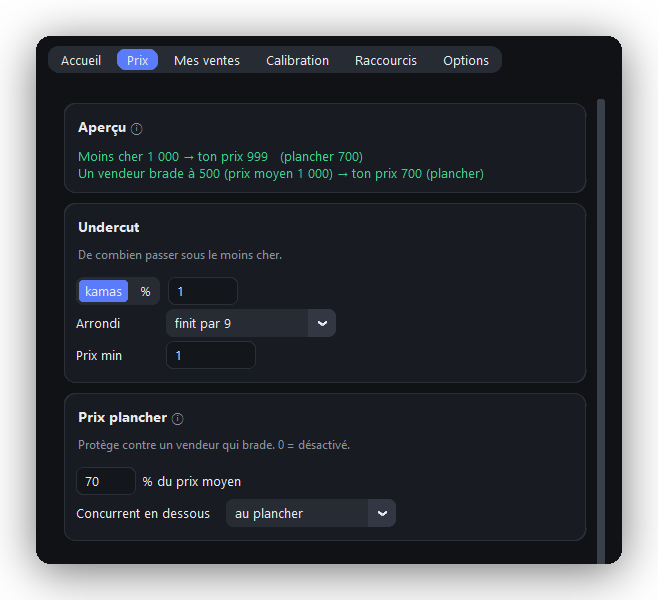 Accueil Prix Mes ventes Calibration Raccourcis Options
Aperçu
Moins cher 1 000 → ton prix 999 (plancher 700)
Un vendeur brade à 500 (prix moyen 1 000) → ton prix 700 (plancher)
Undercut
De combien passer sous le moins cher.
kamas % 1
Arrondi finit par 9
Prix min 1
Prix plancher
Protège contre un vendeur qui brade. 0 = désactivé.
70 % du prix moyen
Concurrent en dessous au plancher